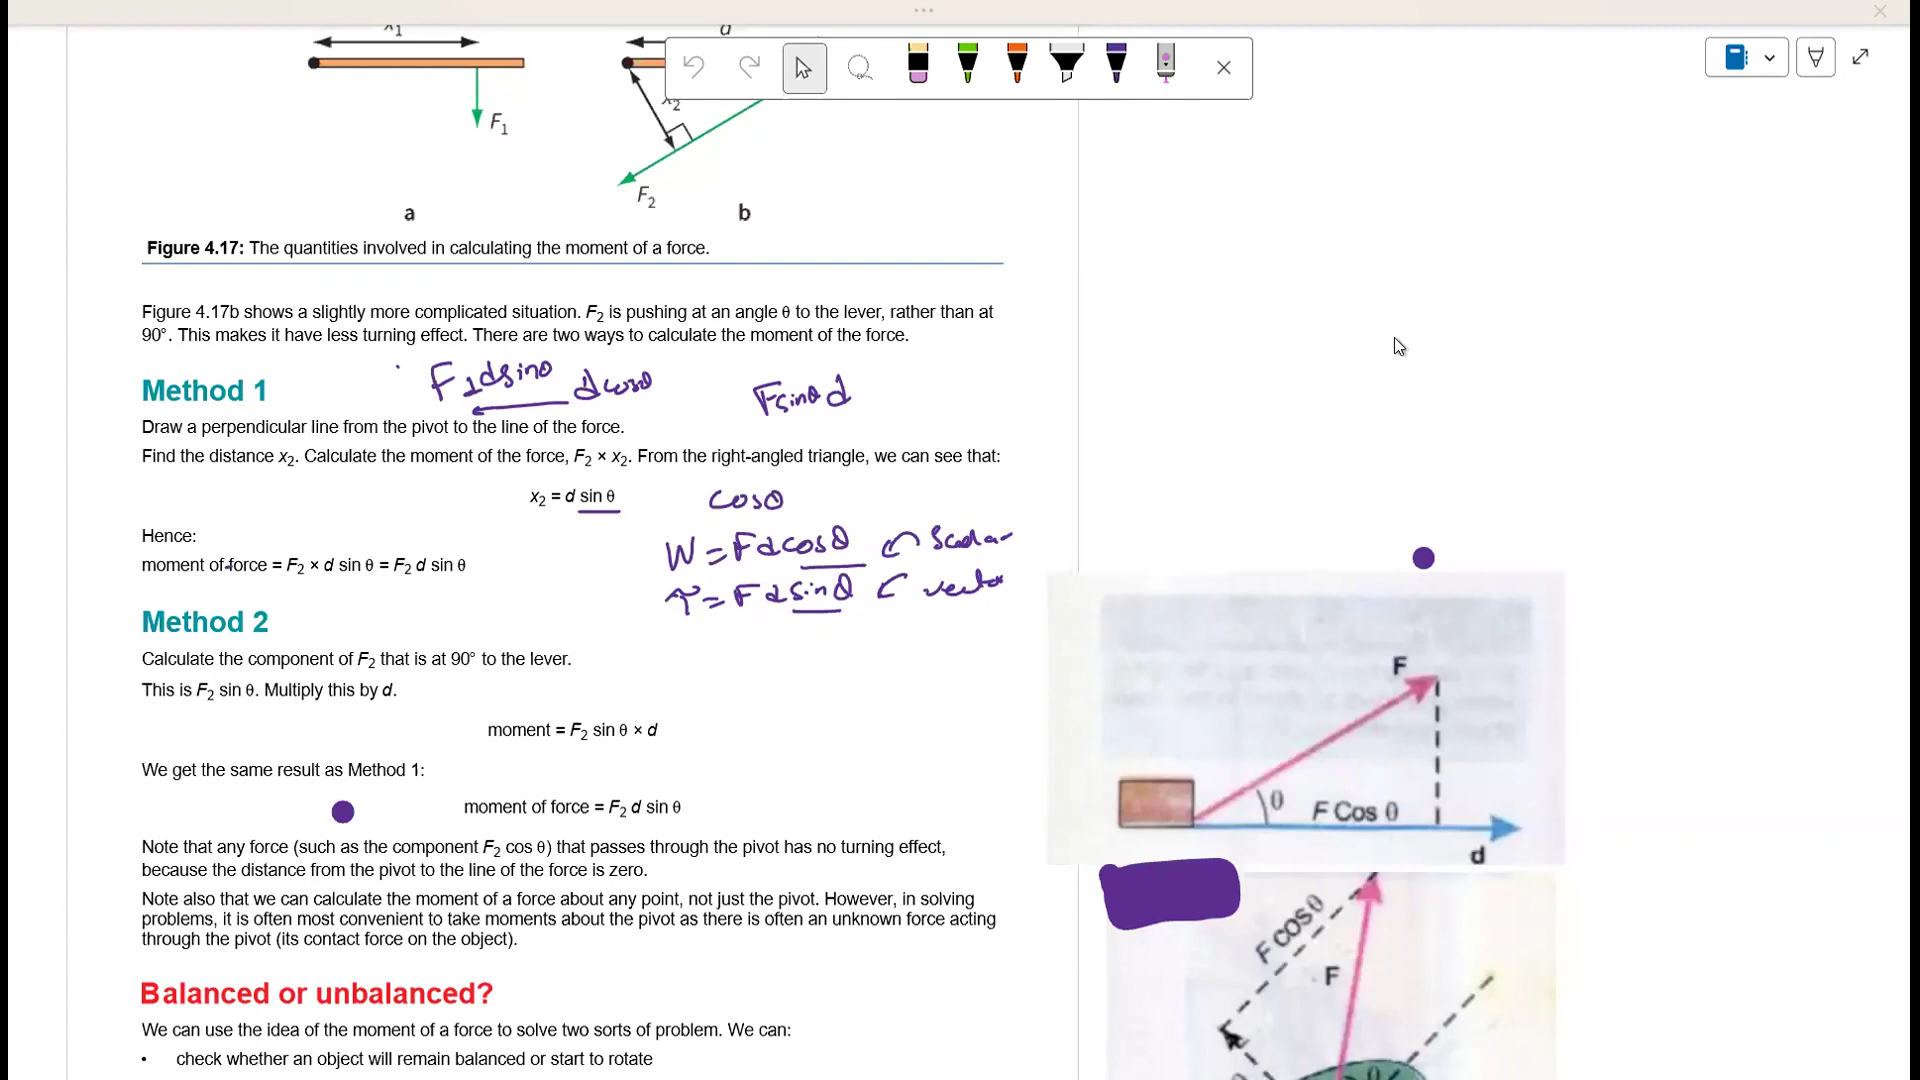 x1
d
F1
x2
F2
a
b
Figure 4.17: The quantities involved in calculating the moment of a force.
Figure 4.17b shows a slightly more complicated situation. F2 is pushing at an angle θ to the lever, rather than at
90°. This makes it have less turning effect. There are two ways to calculate the moment of the force.
Method 1
dsinθ dcosθ
Fsinθ d
Draw a perpendicular line from the pivot to the line of the force.
Find the distance x2. Calculate the moment of the force, F2 × x2. From the right-angled triangle, we can see that:
x2 = d sin θ
cosθ
Hence:
W = Fdcosθ Scalar
moment of force = F2 × d sin θ = F2 d sin θ
τ = Fdsinθ vector
Method 2
Calculate the component of F2 that is at 90° to the lever.
This is F2 sin θ. Multiply this by d.
moment = F2 sin θ × d
We get the same result as Method 1:
moment of force = F2 d sin θ
Note that any force (such as the component F2 cos θ) that passes through the pivot has no turning effect,
because the distance from the pivot to the line of the force is zero.
Note also that we can calculate the moment of a force about any point, not just the pivot. However, in solving
problems, it is often most convenient to take moments about the pivot as there is often an unknown force acting
through the pivot (its contact force on the object).
Balanced or unbalanced?
We can use the idea of the moment of a force to solve two sorts of problem. We can:
• check whether an object will remain balanced or start to rotate
F
θ
F Cos θ
d
F cosθ
F
θ